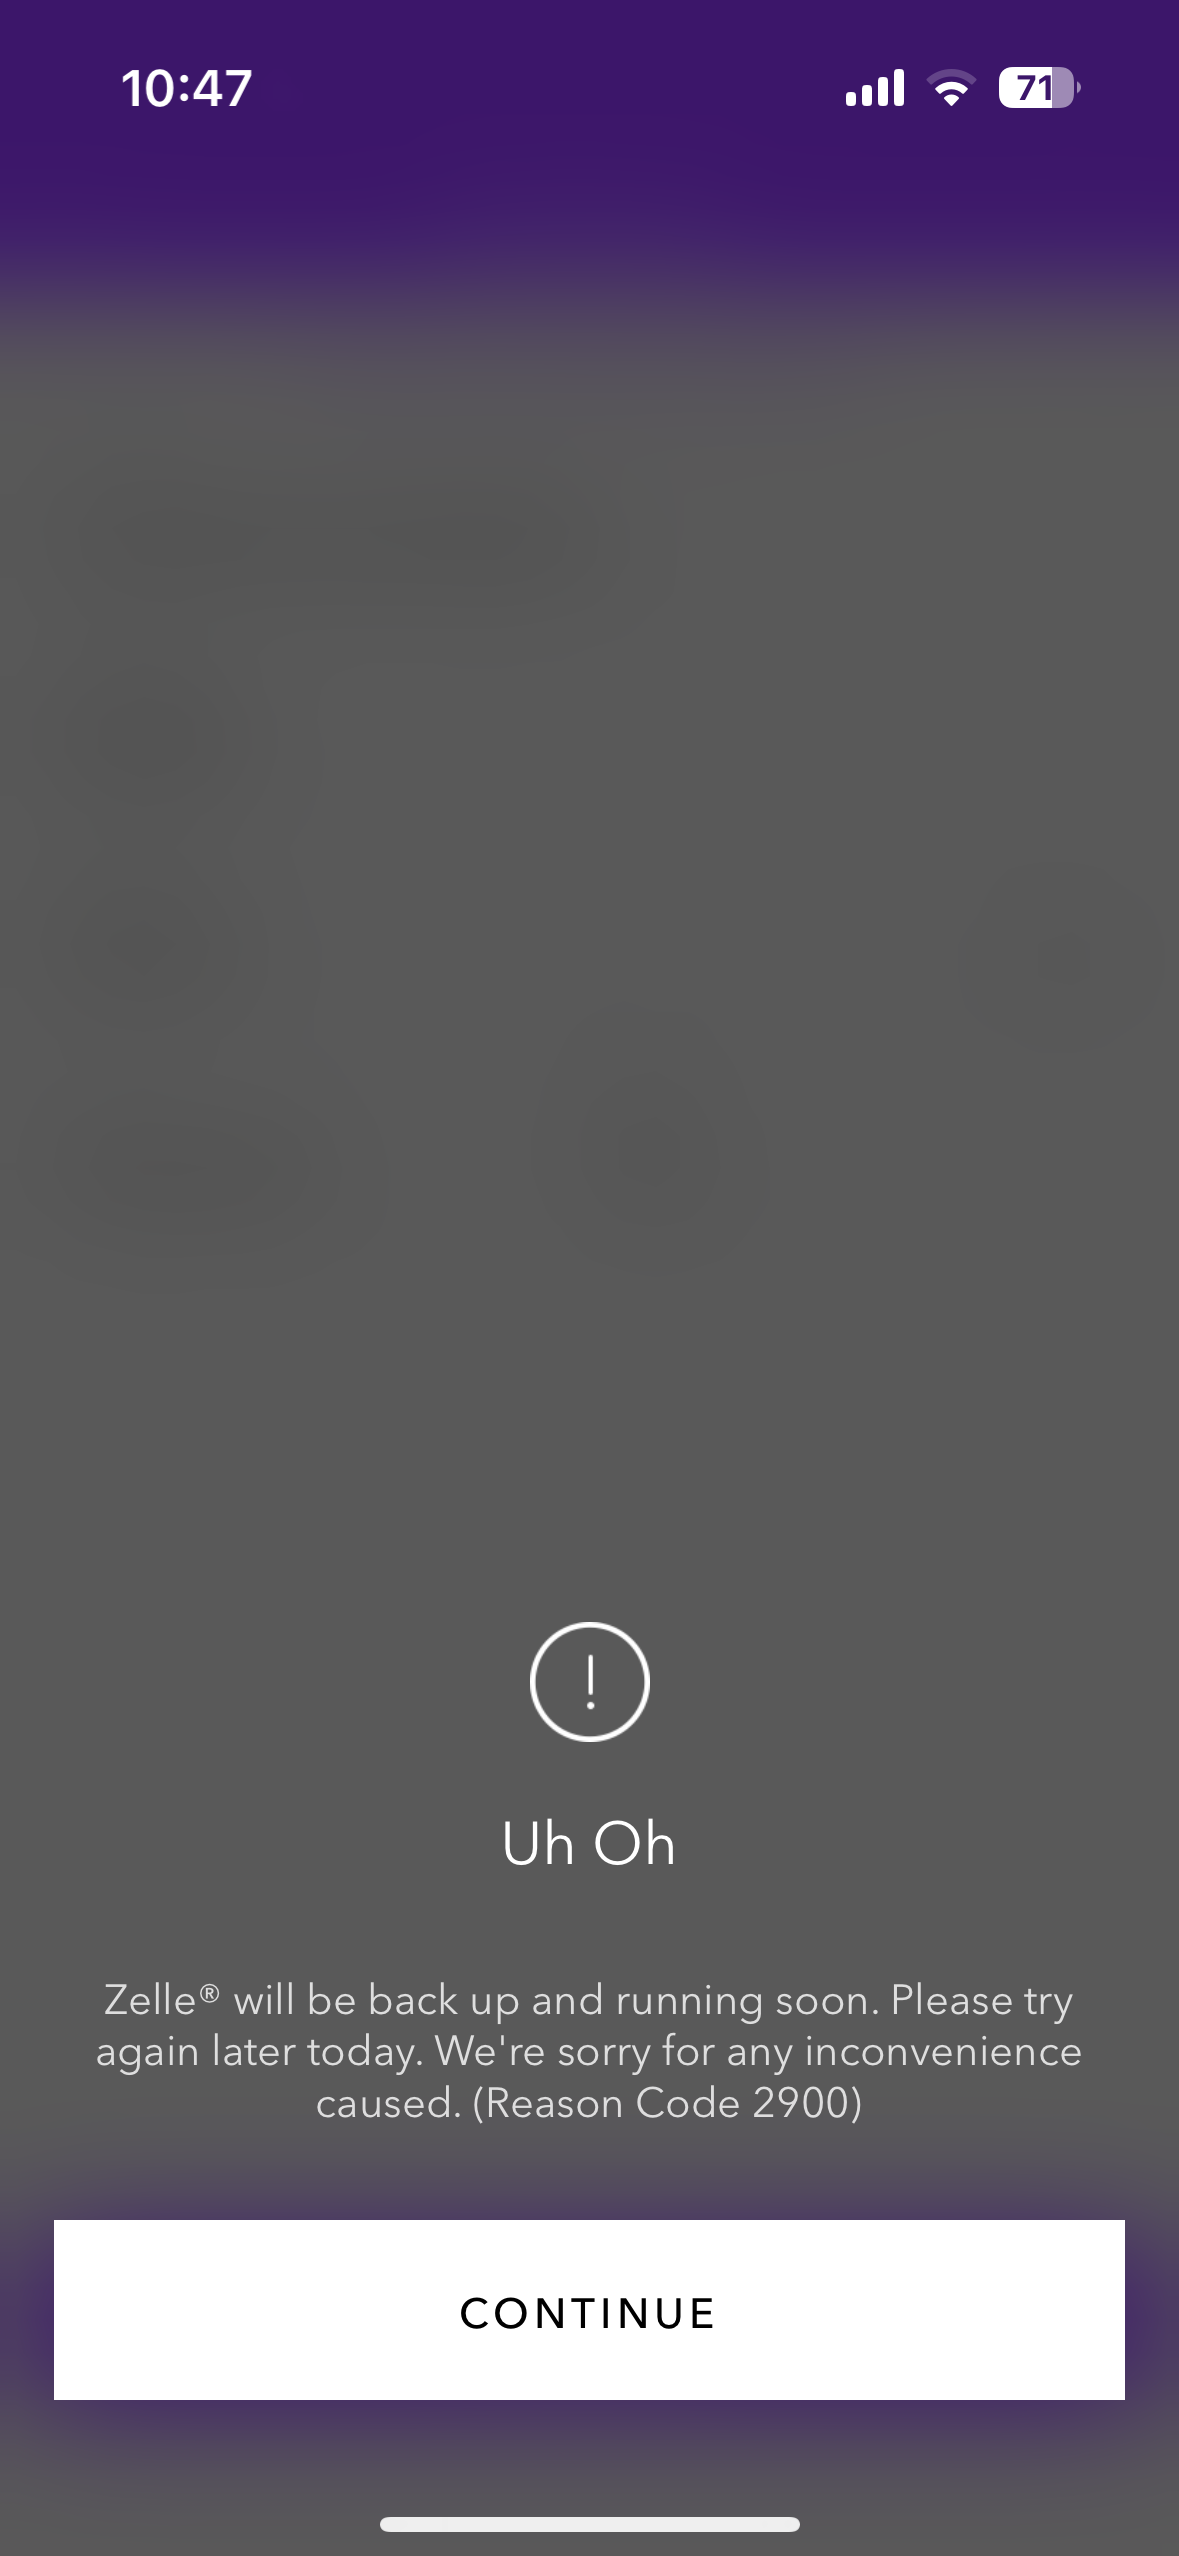 10:47
71
Uh Oh
Zelle® will be back up and running soon. Please try
again later today. We're sorry for any inconvenience
caused. (Reason Code 2900)
CONTINUE